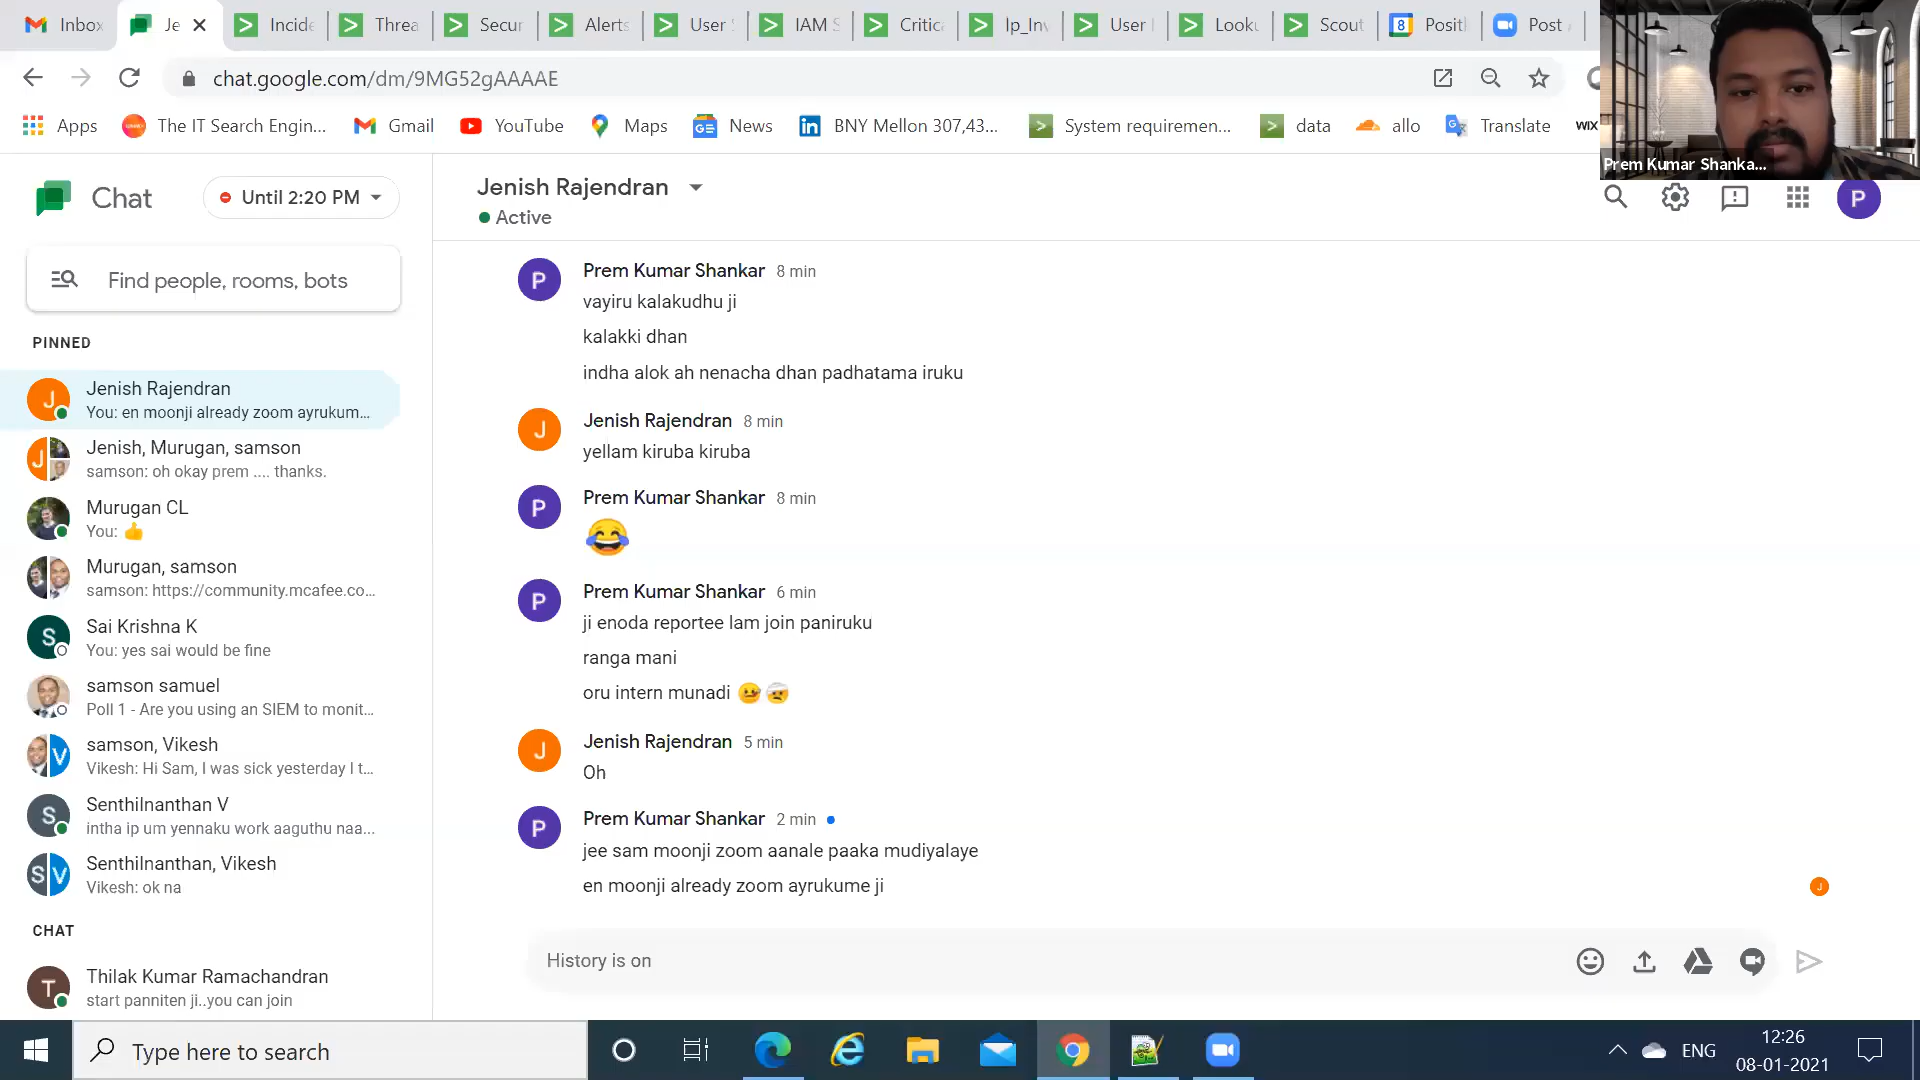 Inbox
Je
Incide
Threa
Secur
Alerts
User S
IAM S
Critica
Ip_Inv
User
Looku
Scout
Positi
Post
chat.google.com/dm/9MG52gAAAAE
Apps
The IT Search Engin...
Gmail
YouTube
Maps
News
BNY Mellon 307,43...
System requiremen...
data
allo
Translate
WIX
Prem Kumar Shanka...
Chat
Until 2:20 PM
Find people, rooms, bots
PINNED
Jenish Rajendran
You: en moonji already zoom ayrukum...
Jenish, Murugan, samson
samson: oh okay prem .... thanks.
Murugan CL
You: 👍
Murugan, samson
samson: https://community.mcafee.co...
Sai Krishna K
You: yes sai would be fine
samson samuel
Poll 1 - Are you using an SIEM to monit...
samson, Vikesh
Vikesh: Hi Sam, I was sick yesterday I t...
Senthilnanthan V
intha ip um yennaku work aaguthu naa...
Senthilnanthan, Vikesh
Vikesh: ok na
CHAT
Thilak Kumar Ramachandran
start panniten ji..you can join
Jenish Rajendran
Active
Prem Kumar Shankar 8 min
vayiru kalakudhu ji
kalakki dhan
indha alok ah nenacha dhan padhatama iruku
Jenish Rajendran 8 min
yellam kiruba kiruba
Prem Kumar Shankar 8 min
😂
Prem Kumar Shankar 6 min
ji enoda reportee lam join paniruku
ranga mani
oru intern munadi 🤒🤕
Jenish Rajendran 5 min
Oh
Prem Kumar Shankar 2 min
jee sam moonji zoom aanale paaka mudiyalaye
en moonji already zoom ayrukume ji
History is on
Type here to search
ENG
12:26
08-01-2021